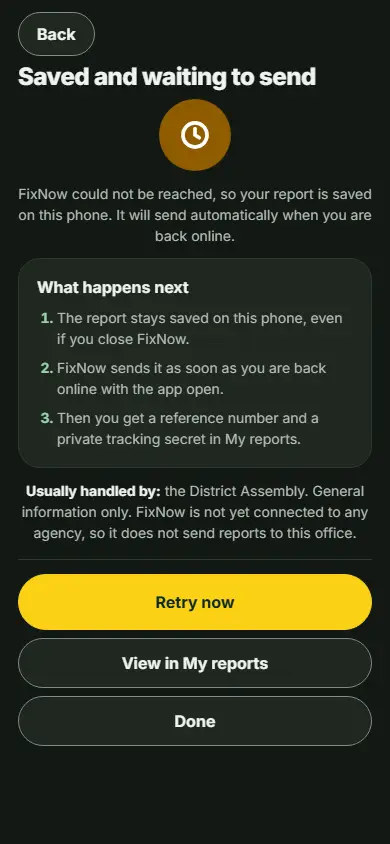 Back
Saved and waiting to send
FixNow could not be reached, so your report is saved
on this phone. It will send automatically when you are
back online.
What happens next
1. The report stays saved on this phone, even
if you close FixNow.
2. FixNow sends it as soon as you are back
online with the app open.
3. Then you get a reference number and a
private tracking secret in My reports.
Usually handled by: the District Assembly. General
information only. FixNow is not yet connected to any
agency, so it does not send reports to this office.
Retry now
View in My reports
Done